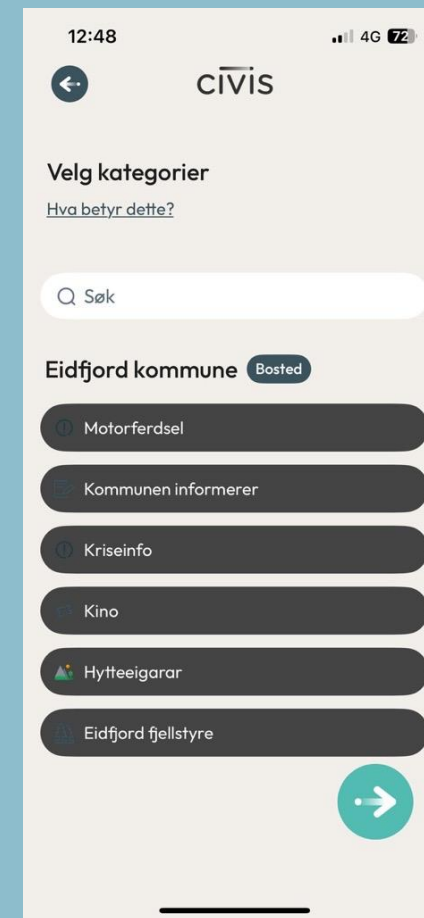 12:48
4G 72
civis
Velg kategorier
Hva betyr dette?
Søk
Eidfjord kommune Bosted
Motorferdsel
Kommunen informerer
Kriseinfo
Kino
Hytteeigarar
Eidfjord fjellstyre